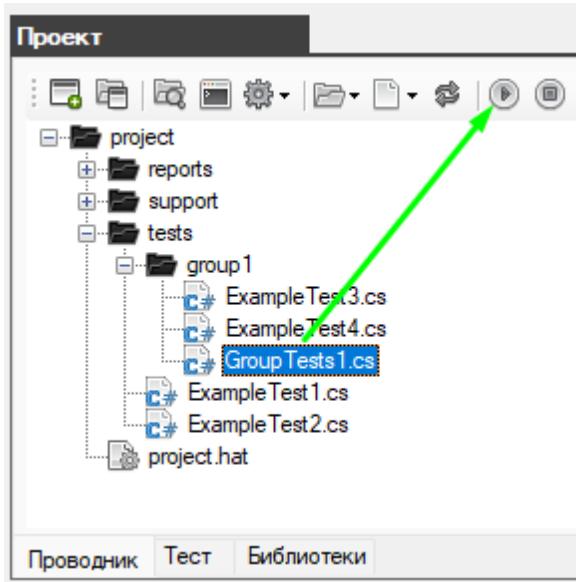 Проект
project
reports
support
tests
group1
ExampleTest3.cs
ExampleTest4.cs
GroupTests1.cs
ExampleTest1.cs
ExampleTest2.cs
project.hat
Проводник Тест Библиотеки